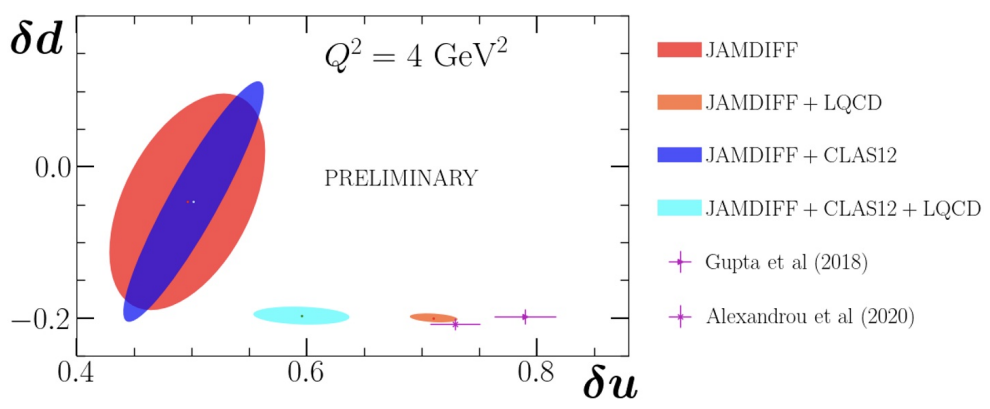 δd
Q² = 4 GeV²
JAMDIFF
JAMDIFF + LQCD
0.0
PRELIMINARY
JAMDIFF + CLAS12
JAMDIFF + CLAS12 + LQCD
Gupta et al (2018)
−0.2
Alexandrou et al (2020)
0.4
0.6
0.8
δu